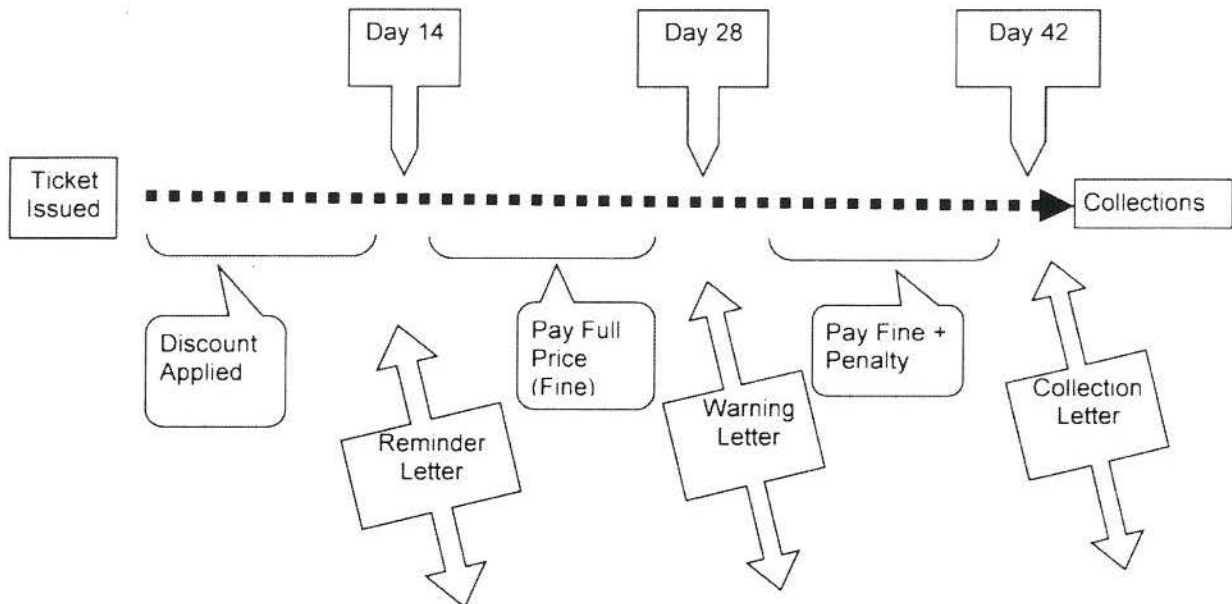 Day 14
Day 28
Day 42
Ticket
Issued
Collections
Discount
Applied
Pay Full
Price
(Fine)
Pay Fine +
Penalty
Reminder
Letter
Warning
Letter
Collection
Letter